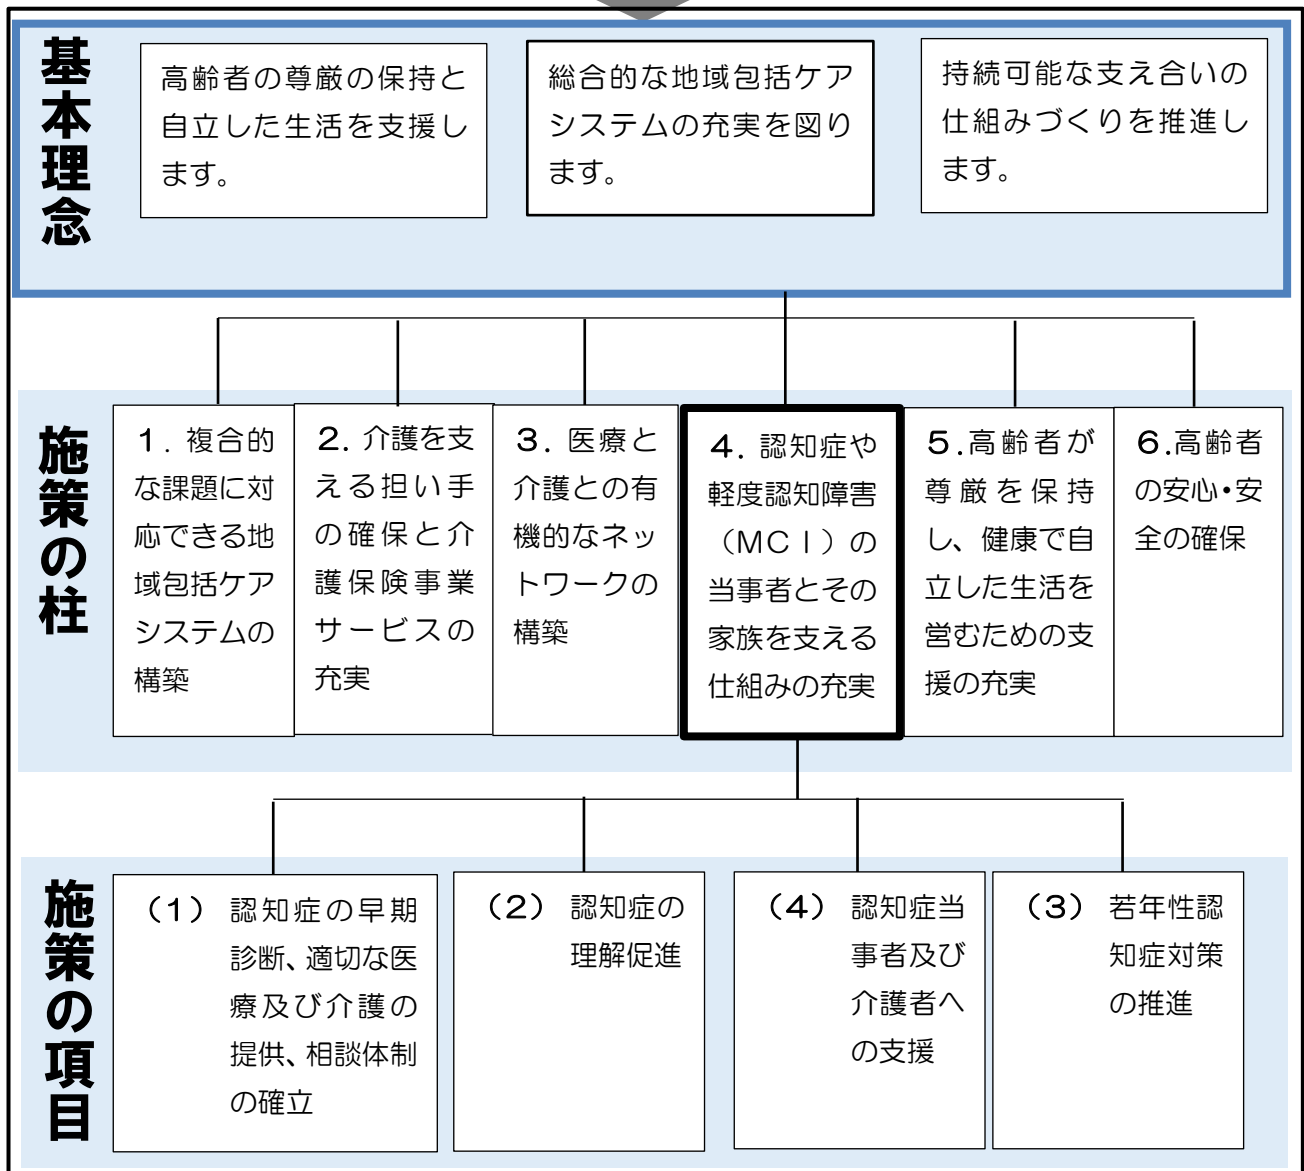 基本理念
高齢者の尊厳の保持と
自立した生活を支援し
ます。
総合的な地域包括ケア
システムの充実を図り
ます。
持続可能な支え合いの
仕組みづくりを推進し
ます。
施策の柱
1．複合的
な課題に対
応できる地
域包括ケア
システムの
構築
2．介護を支
える担い手
の確保と介
護保険事業
サービスの
充実
3．医療と
介護との有
機的なネッ
トワークの
構築
4．認知症や
軽度認知障害
（MCI）の
当事者とその
家族を支える
仕組みの充実
5.高齢者が
尊厳を保持
し、健康で自
立した生活を
営むための支
援の充実
6.高齢者
の安心・安
全の確保
施策の項目
（1） 認知症の早期
診断、適切な医
療及び介護の
提供、相談体制
の確立
（2） 認知症の
理解促進
（4） 認知症当
事者及び
介護者へ
の支援
（3） 若年性認
知症対策
の推進